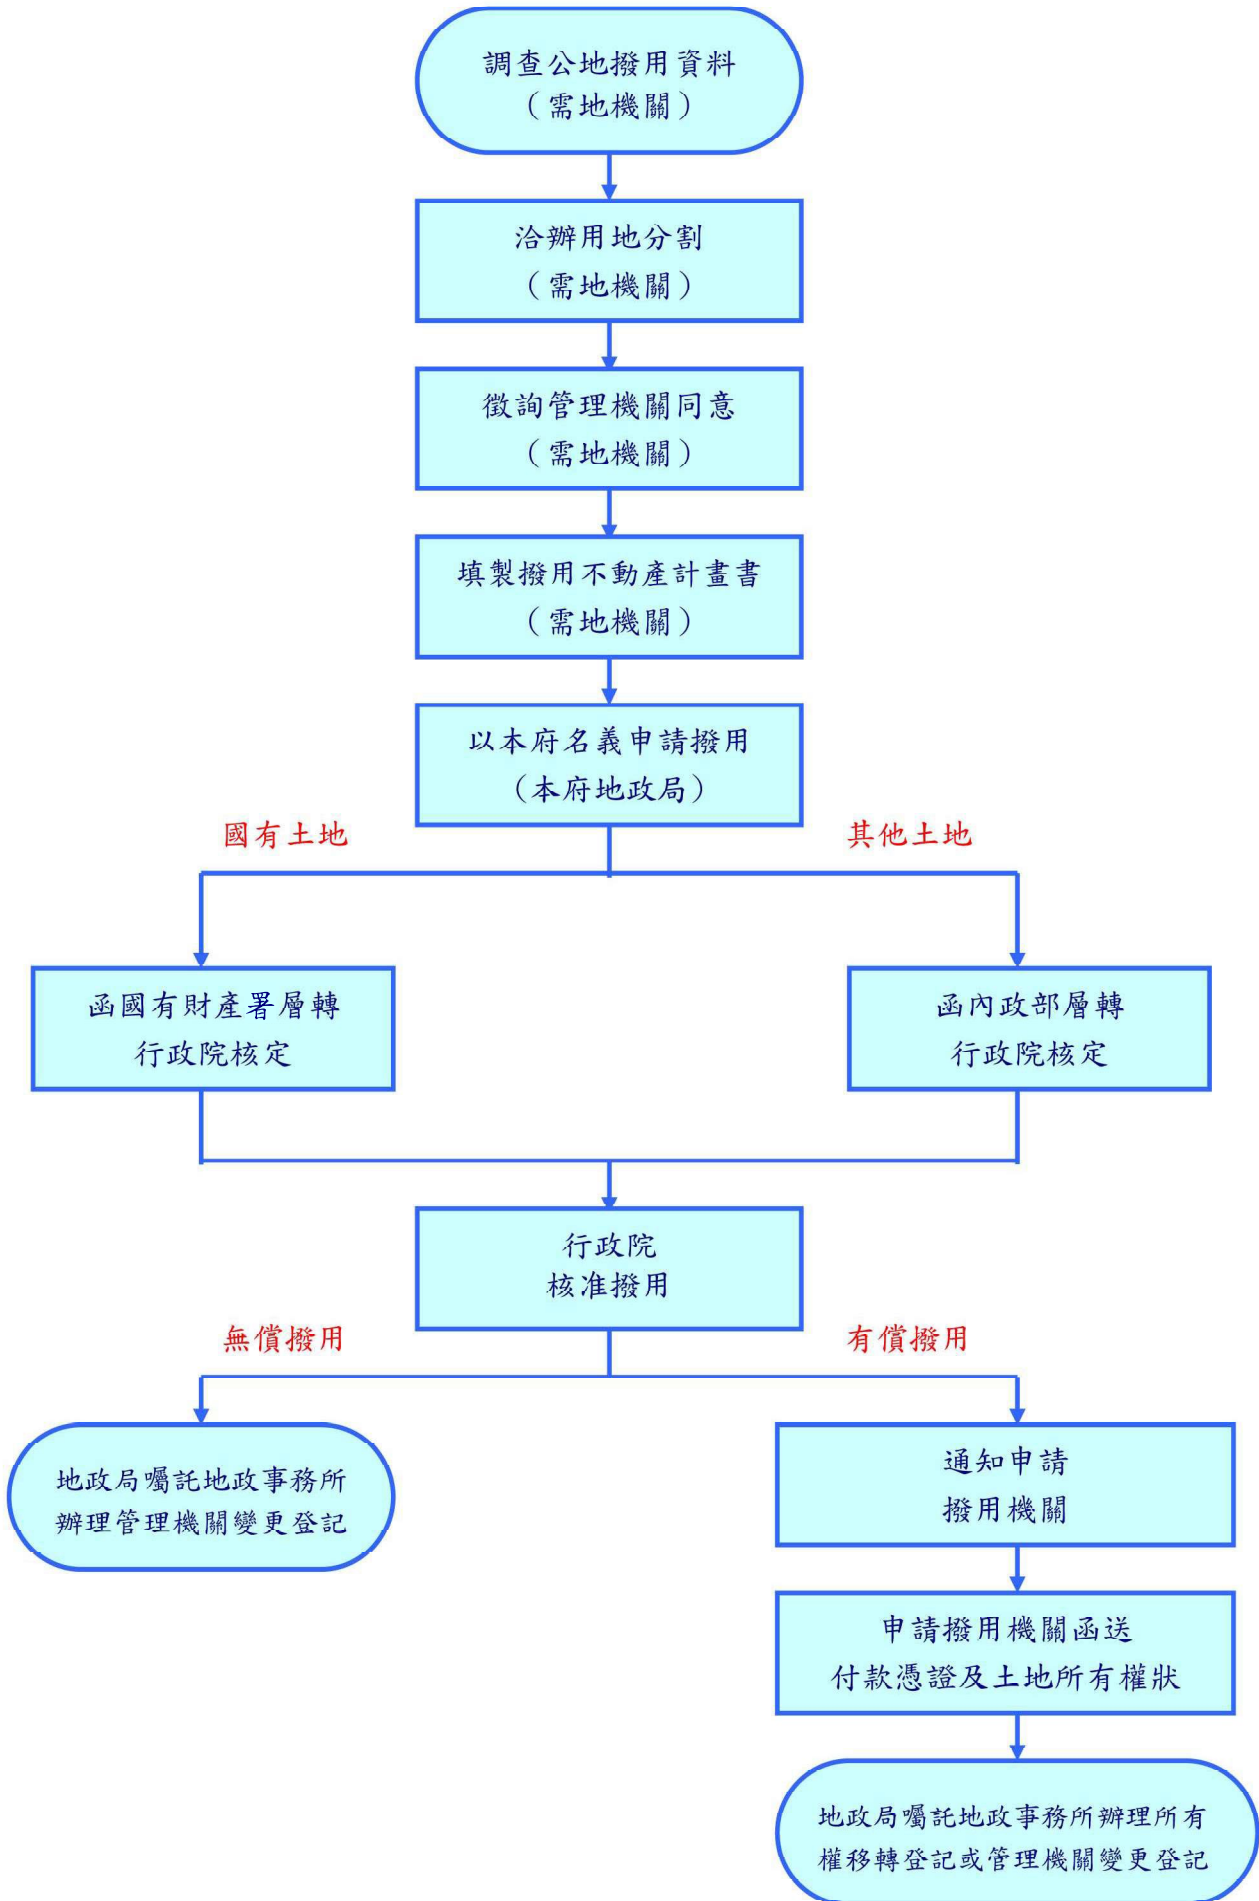 調查公地撥用資料
（需地機關）
洽辦用地分割
（需地機關）
徵詢管理機關同意
（需地機關）
填製撥用不動產計畫書
（需地機關）
以本府名義申請撥用
（本府地政局）
國有土地
其他土地
函國有財產署層轉
行政院核定
函內政部層轉
行政院核定
行政院
核准撥用
無償撥用
有償撥用
地政局囑託地政事務所
辦理管理機關變更登記
通知申請
撥用機關
申請撥用機關函送
付款憑證及土地所有權狀
地政局囑託地政事務所辦理所有
權移轉登記或管理機關變更登記